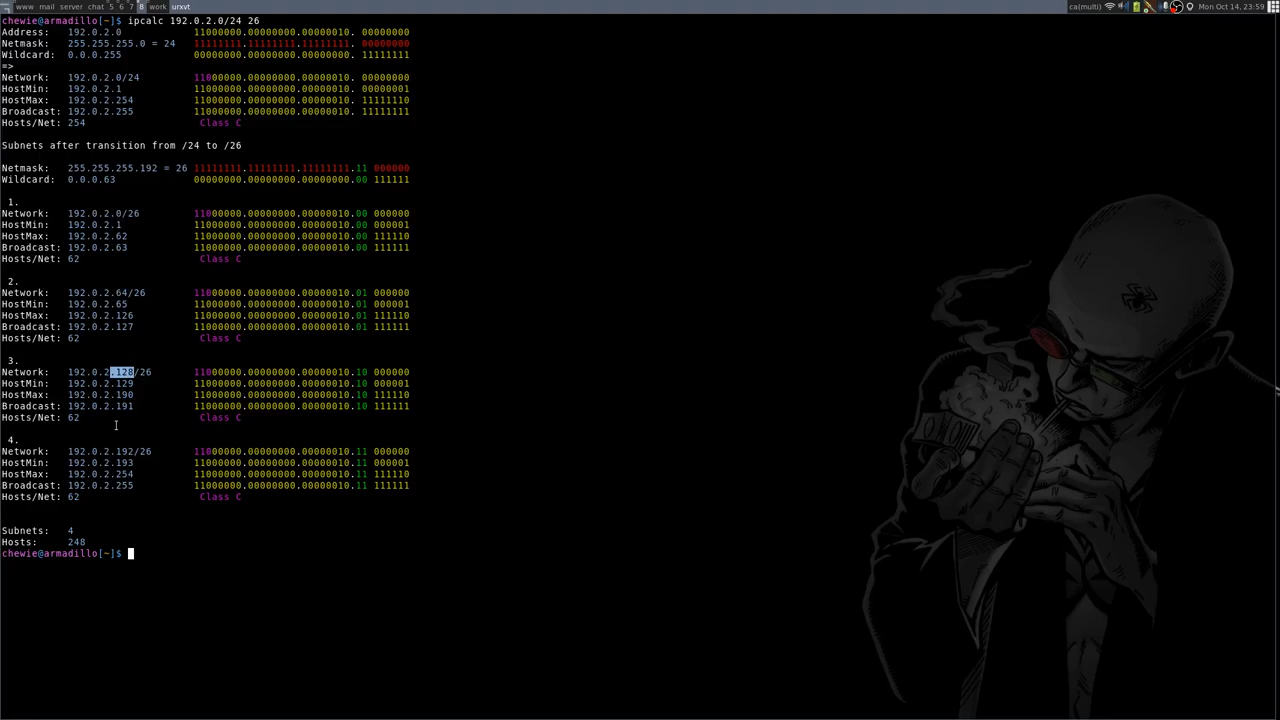 www mail server chat 5 6 7 8 work urxvt ca(multi) Mon Oct 14, 23:59
chewie@armadillo[~]$ ipcalc 192.0.2.0/24 26
Address: 192.0.2.0 11000000.00000000.00000010. 00000000
Netmask: 255.255.255.0 = 24 11111111.11111111.11111111. 00000000
Wildcard: 0.0.0.255 00000000.00000000.00000000. 11111111
=>
Network: 192.0.2.0/24 11000000.00000000.00000010. 00000000
HostMin: 192.0.2.1 11000000.00000000.00000010. 00000001
HostMax: 192.0.2.254 11000000.00000000.00000010. 11111110
Broadcast: 192.0.2.255 11000000.00000000.00000010. 11111111
Hosts/Net: 254 Class C
Subnets after transition from /24 to /26
Netmask: 255.255.255.192 = 26 11111111.11111111.11111111.11 000000
Wildcard: 0.0.0.63 00000000.00000000.00000000.00 111111
1.
Network: 192.0.2.0/26 11000000.00000000.00000010.00 000000
HostMin: 192.0.2.1 11000000.00000000.00000010.00 000001
HostMax: 192.0.2.62 11000000.00000000.00000010.00 111110
Broadcast: 192.0.2.63 11000000.00000000.00000010.00 111111
Hosts/Net: 62 Class C
2.
Network: 192.0.2.64/26 11000000.00000000.00000010.01 000000
HostMin: 192.0.2.65 11000000.00000000.00000010.01 000001
HostMax: 192.0.2.126 11000000.00000000.00000010.01 111110
Broadcast: 192.0.2.127 11000000.00000000.00000010.01 111111
Hosts/Net: 62 Class C
3.
Network: 192.0.2.128/26 11000000.00000000.00000010.10 000000
HostMin: 192.0.2.129 11000000.00000000.00000010.10 000001
HostMax: 192.0.2.190 11000000.00000000.00000010.10 111110
Broadcast: 192.0.2.191 11000000.00000000.00000010.10 111111
Hosts/Net: 62 Class C
4.
Network: 192.0.2.192/26 11000000.00000000.00000010.11 000000
HostMin: 192.0.2.193 11000000.00000000.00000010.11 000001
HostMax: 192.0.2.254 11000000.00000000.00000010.11 111110
Broadcast: 192.0.2.255 11000000.00000000.00000010.11 111111
Hosts/Net: 62 Class C
Subnets: 4
Hosts: 248
chewie@armadillo[~]$